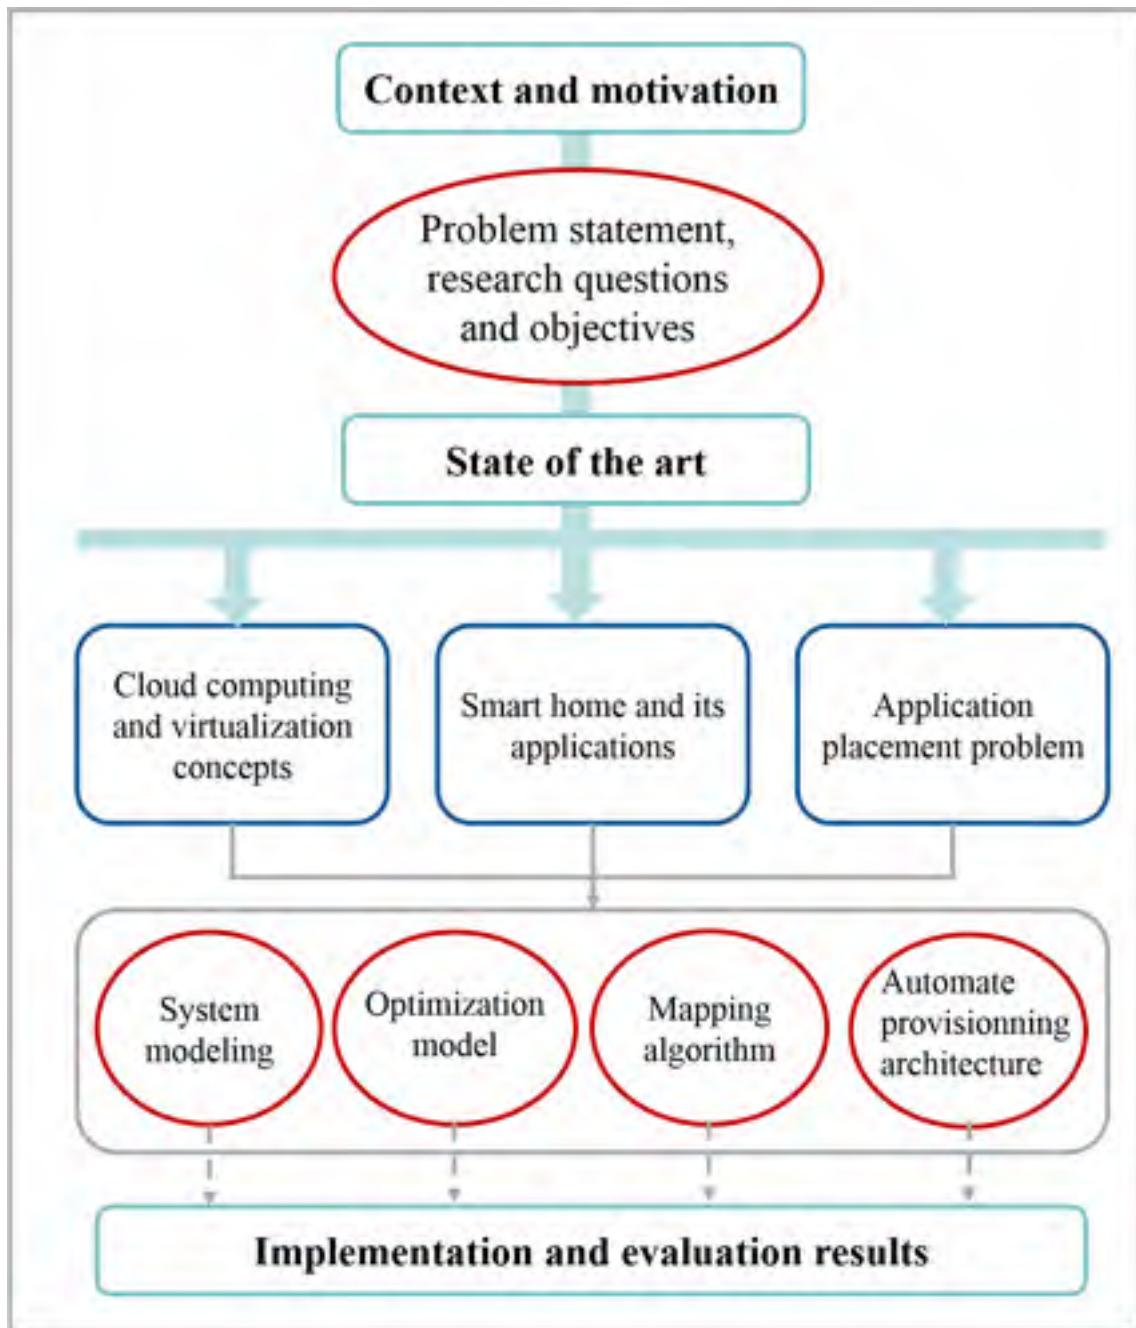 Context and motivation
Problem statement,
research questions
and objectives
State of the art
Cloud computing
and virtualization
concepts
Smart home and its
applications
Application
placement problem
System
modeling
Optimization
model
Mapping
algorithm
Automate
provisionning
architecture
Implementation and evaluation results